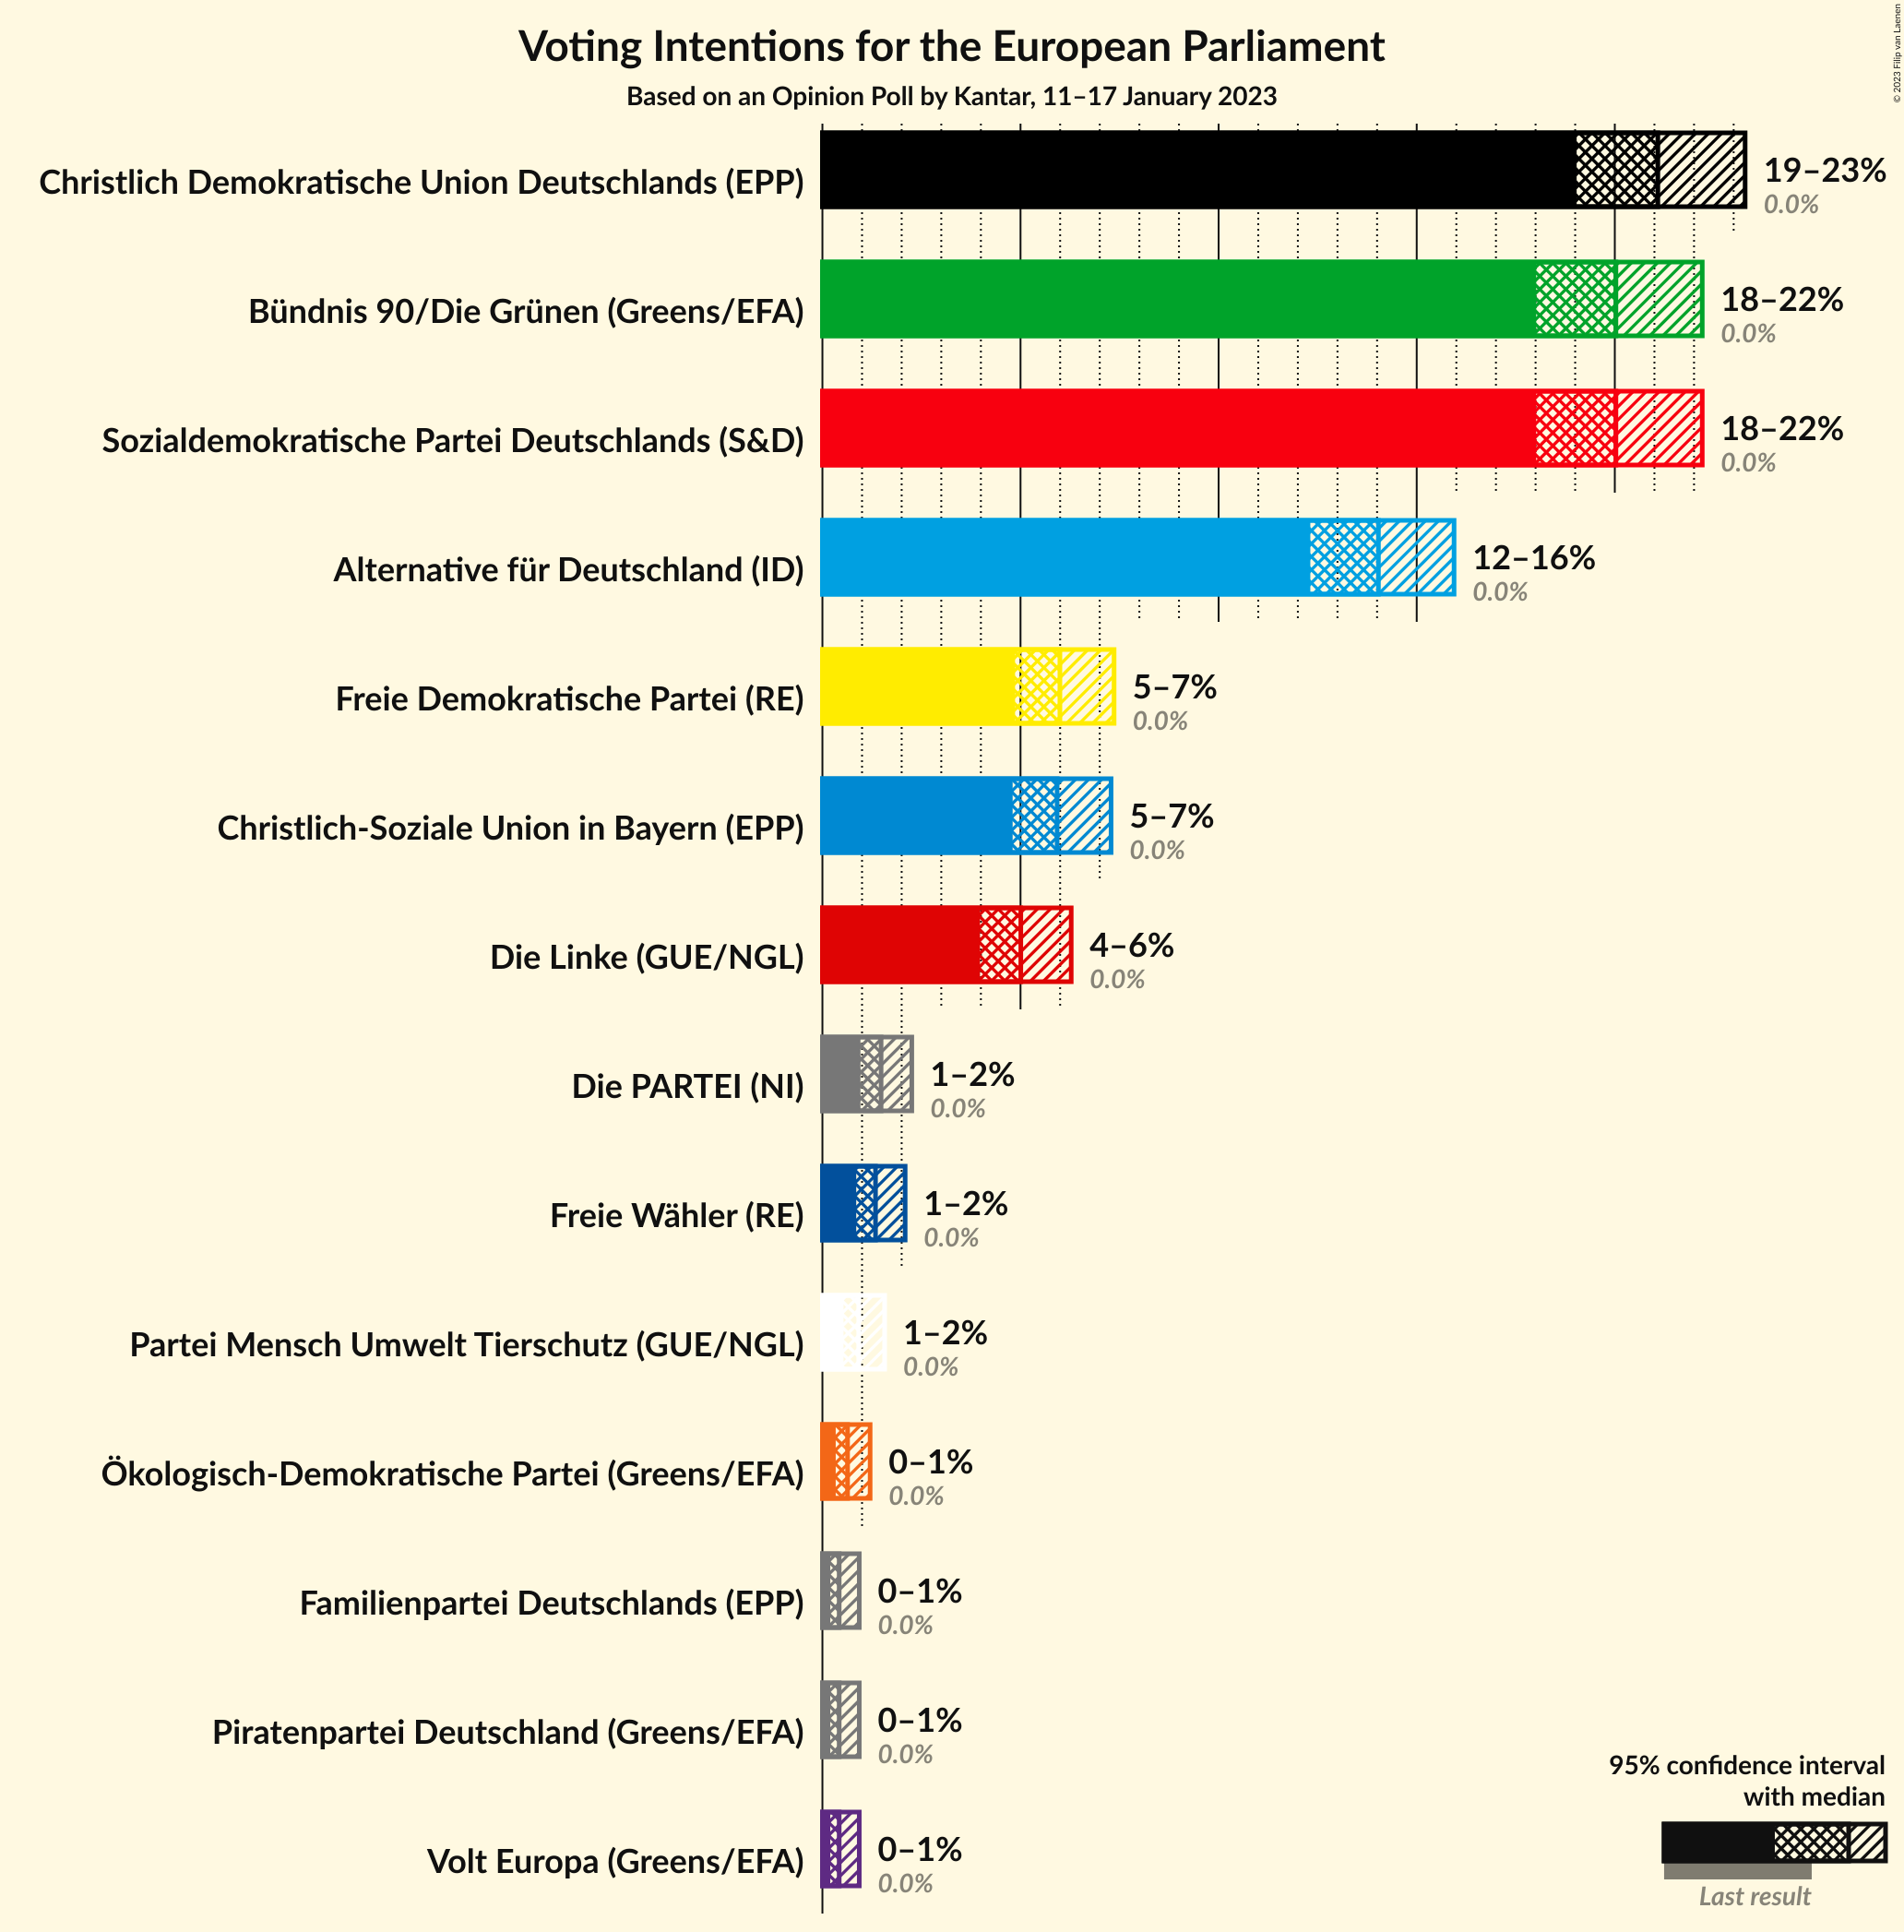 Voting Intentions for the European Parliament
Based on an Opinion Poll by Kantar, 11–17 January 2023
© 2023 Filip van Laenen
Christlich Demokratische Union Deutschlands (EPP)
19–23%
0.0%
Bündnis 90/Die Grünen (Greens/EFA)
18–22%
0.0%
Sozialdemokratische Partei Deutschlands (S&D)
18–22%
0.0%
Alternative für Deutschland (ID)
12–16%
0.0%
Freie Demokratische Partei (RE)
5–7%
0.0%
Christlich-Soziale Union in Bayern (EPP)
5–7%
0.0%
Die Linke (GUE/NGL)
4–6%
0.0%
Die PARTEI (NI)
1–2%
0.0%
Freie Wähler (RE)
1–2%
0.0%
Partei Mensch Umwelt Tierschutz (GUE/NGL)
1–2%
0.0%
Ökologisch-Demokratische Partei (Greens/EFA)
0–1%
0.0%
Familienpartei Deutschlands (EPP)
0–1%
0.0%
Piratenpartei Deutschland (Greens/EFA)
0–1%
0.0%
Volt Europa (Greens/EFA)
0–1%
0.0%
95% confidence interval
with median
Last result